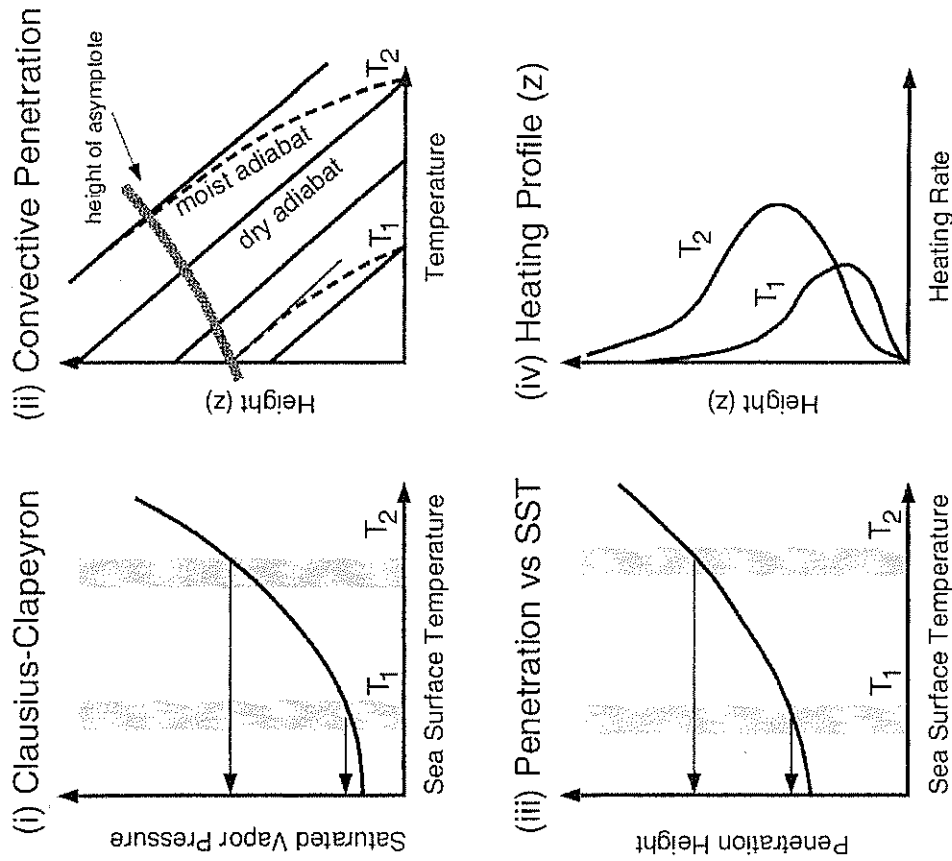 (i) Clausius-Clapeyron
Saturated Vapor Pressure
T1
T2
Sea Surface Temperature
(ii) Convective Penetration
height of asymptote
moist adiabat
dry adiabat
T1
T2
Height (z)
Temperature
(iii) Penetration vs SST
Penetration Height
T1
T2
Sea Surface Temperature
(iv) Heating Profile (z)
Height (z)
T2
T1
Heating Rate